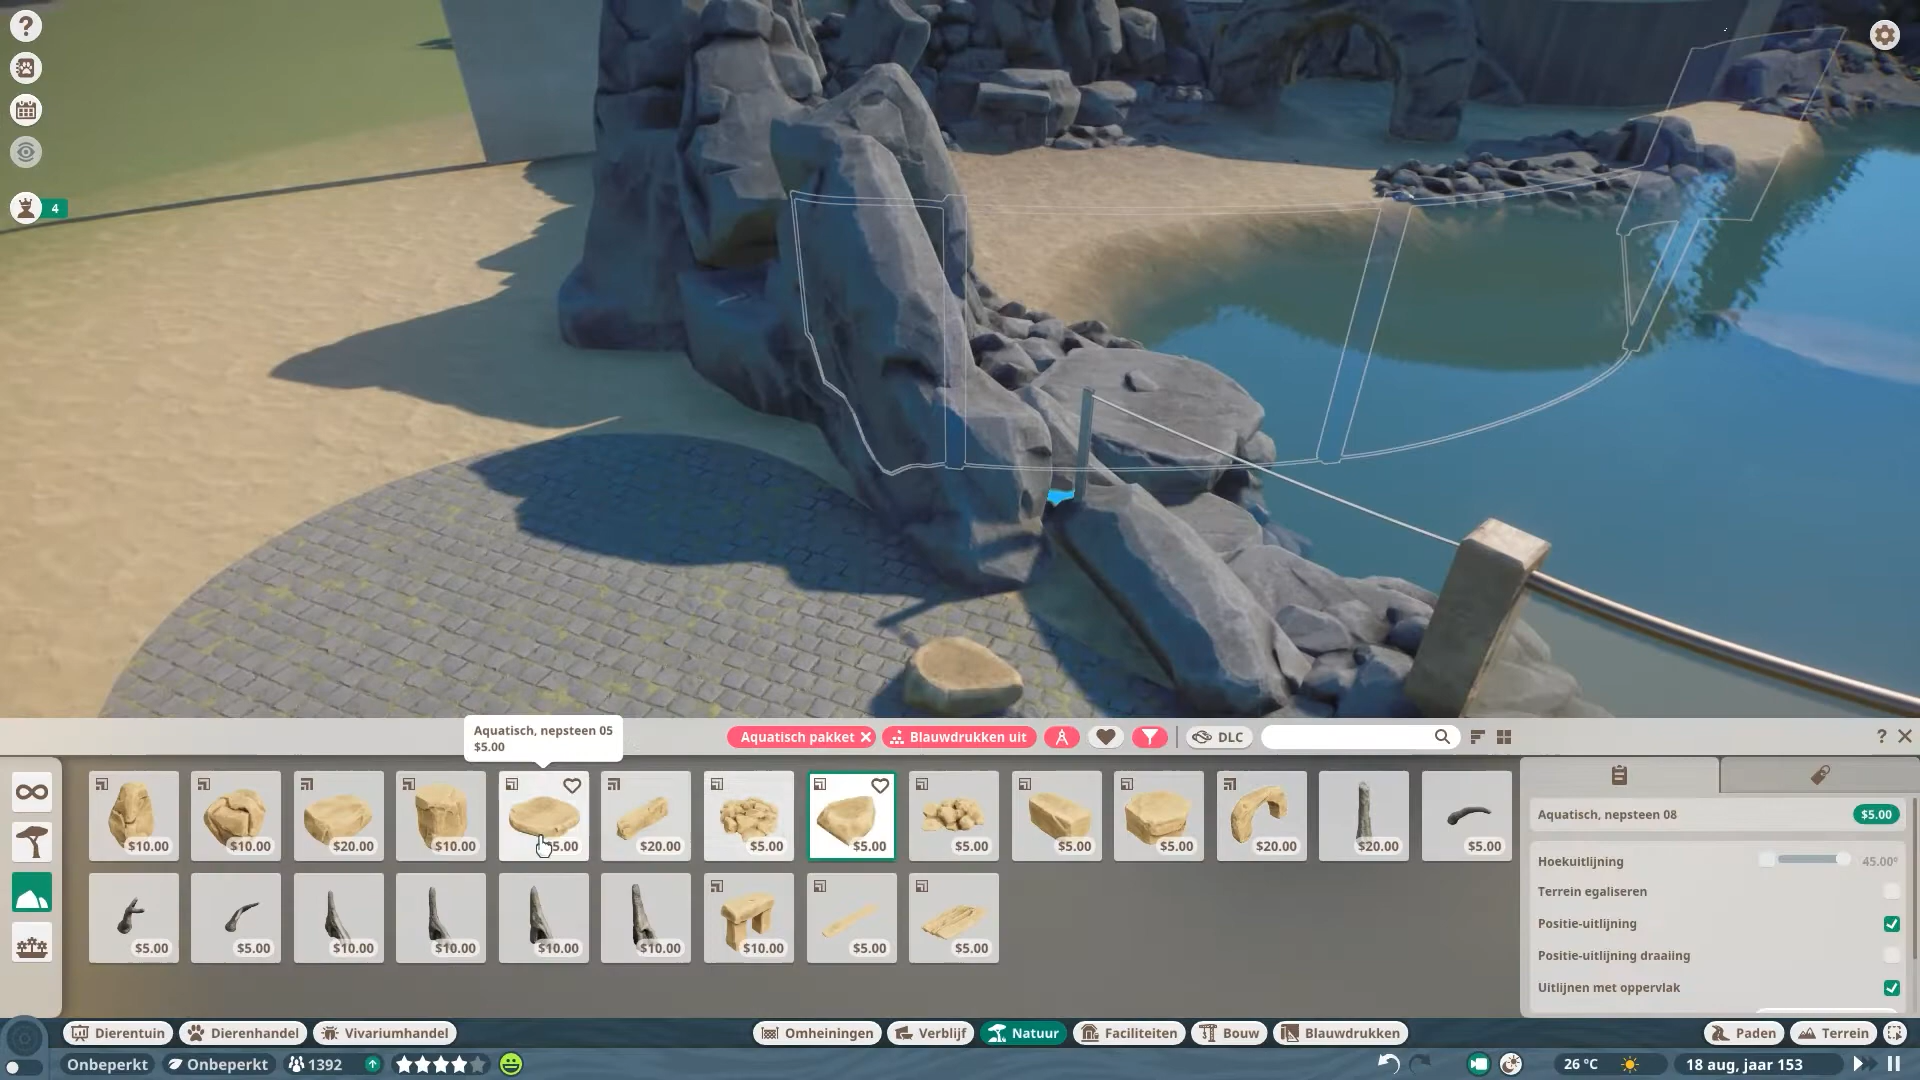 ?
4
Aquatisch, nepsteen 05
$5.00
Aquatisch pakket
Blauwdrukken uit
DLC
?
$10.00
$10.00
$20.00
$10.00
5.00
$20.00
$5.00
$5.00
$5.00
$5.00
$5.00
$20.00
$20.00
$5.00
$5.00
$5.00
$10.00
$10.00
$10.00
$10.00
$10.00
$5.00
$5.00
Aquatisch, nepsteen 08 $5.00
Hoekuitlijning 45.00°
Terrein egaliseren
Positie-uitlijning
Positie-uitlijning draaiing
Uitlijnen met oppervlak
Dierentuin Dierenhandel Vivariumhandel Omheiningen Verblijf Natuur Faciliteiten Bouw Blauwdrukken Paden Terrein
Onbeperkt Onbeperkt 1392 26 °C 18 aug, jaar 153